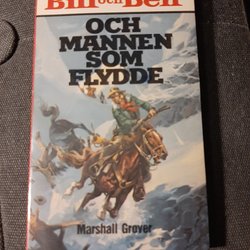 Bill och Ben
OCH
MANNEN
SOM
FLYDDE
Marshall Grover